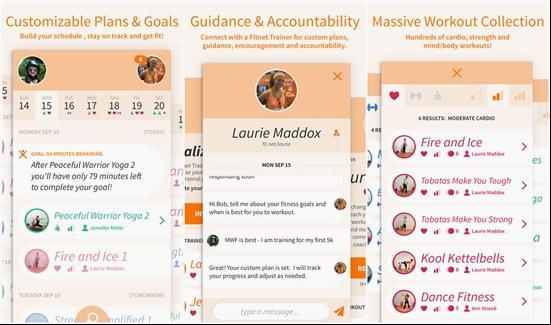 Customizable Plans & Goals
Build your schedule , stay on track and get fit!
4
SUN MON TUE WED THU FRI SAT
14 15 16 17 18 19 20
MONDAY SEP 15 (TODAY)
GOAL: 84 MINUTES REMAINING
After Peaceful Warrior Yoga 2
you'll have only 79 minutes left
to complete your goal!
Peaceful Warrior Yoga 2
Jennifer Miller
Fire and Ice 1
Laurie Maddox
TUESDAY SEP 16 (TOMORROW)
Guidance & Accountability
Connect with a Fitnet Trainer for custom plans,
guidance, encouragement and accountability.
Laurie Maddox
fit.net/laurie
MON SEP 15
responding soon
Hi Bob, tell me about your fitness goals and
when is best for you to workout.
MWF is best - I am training for my first 5k
Great! Your custom plan is set. I will track
your progress and adjust as needed.
type a message...
Massive Workout Collection
Hundreds of cardio, strength and
mind/body workouts!
6 RESULTS: MODERATE CARDIO
Fire and Ice
6 Laurie Maddox
Tabatas Make You Tough
6 Laurie Maddox
Tabatas Make You Strong
6 Laurie Maddox
Kool Kettlebells
6 Laurie Maddox
Dance Fitness
5 Ann Straub